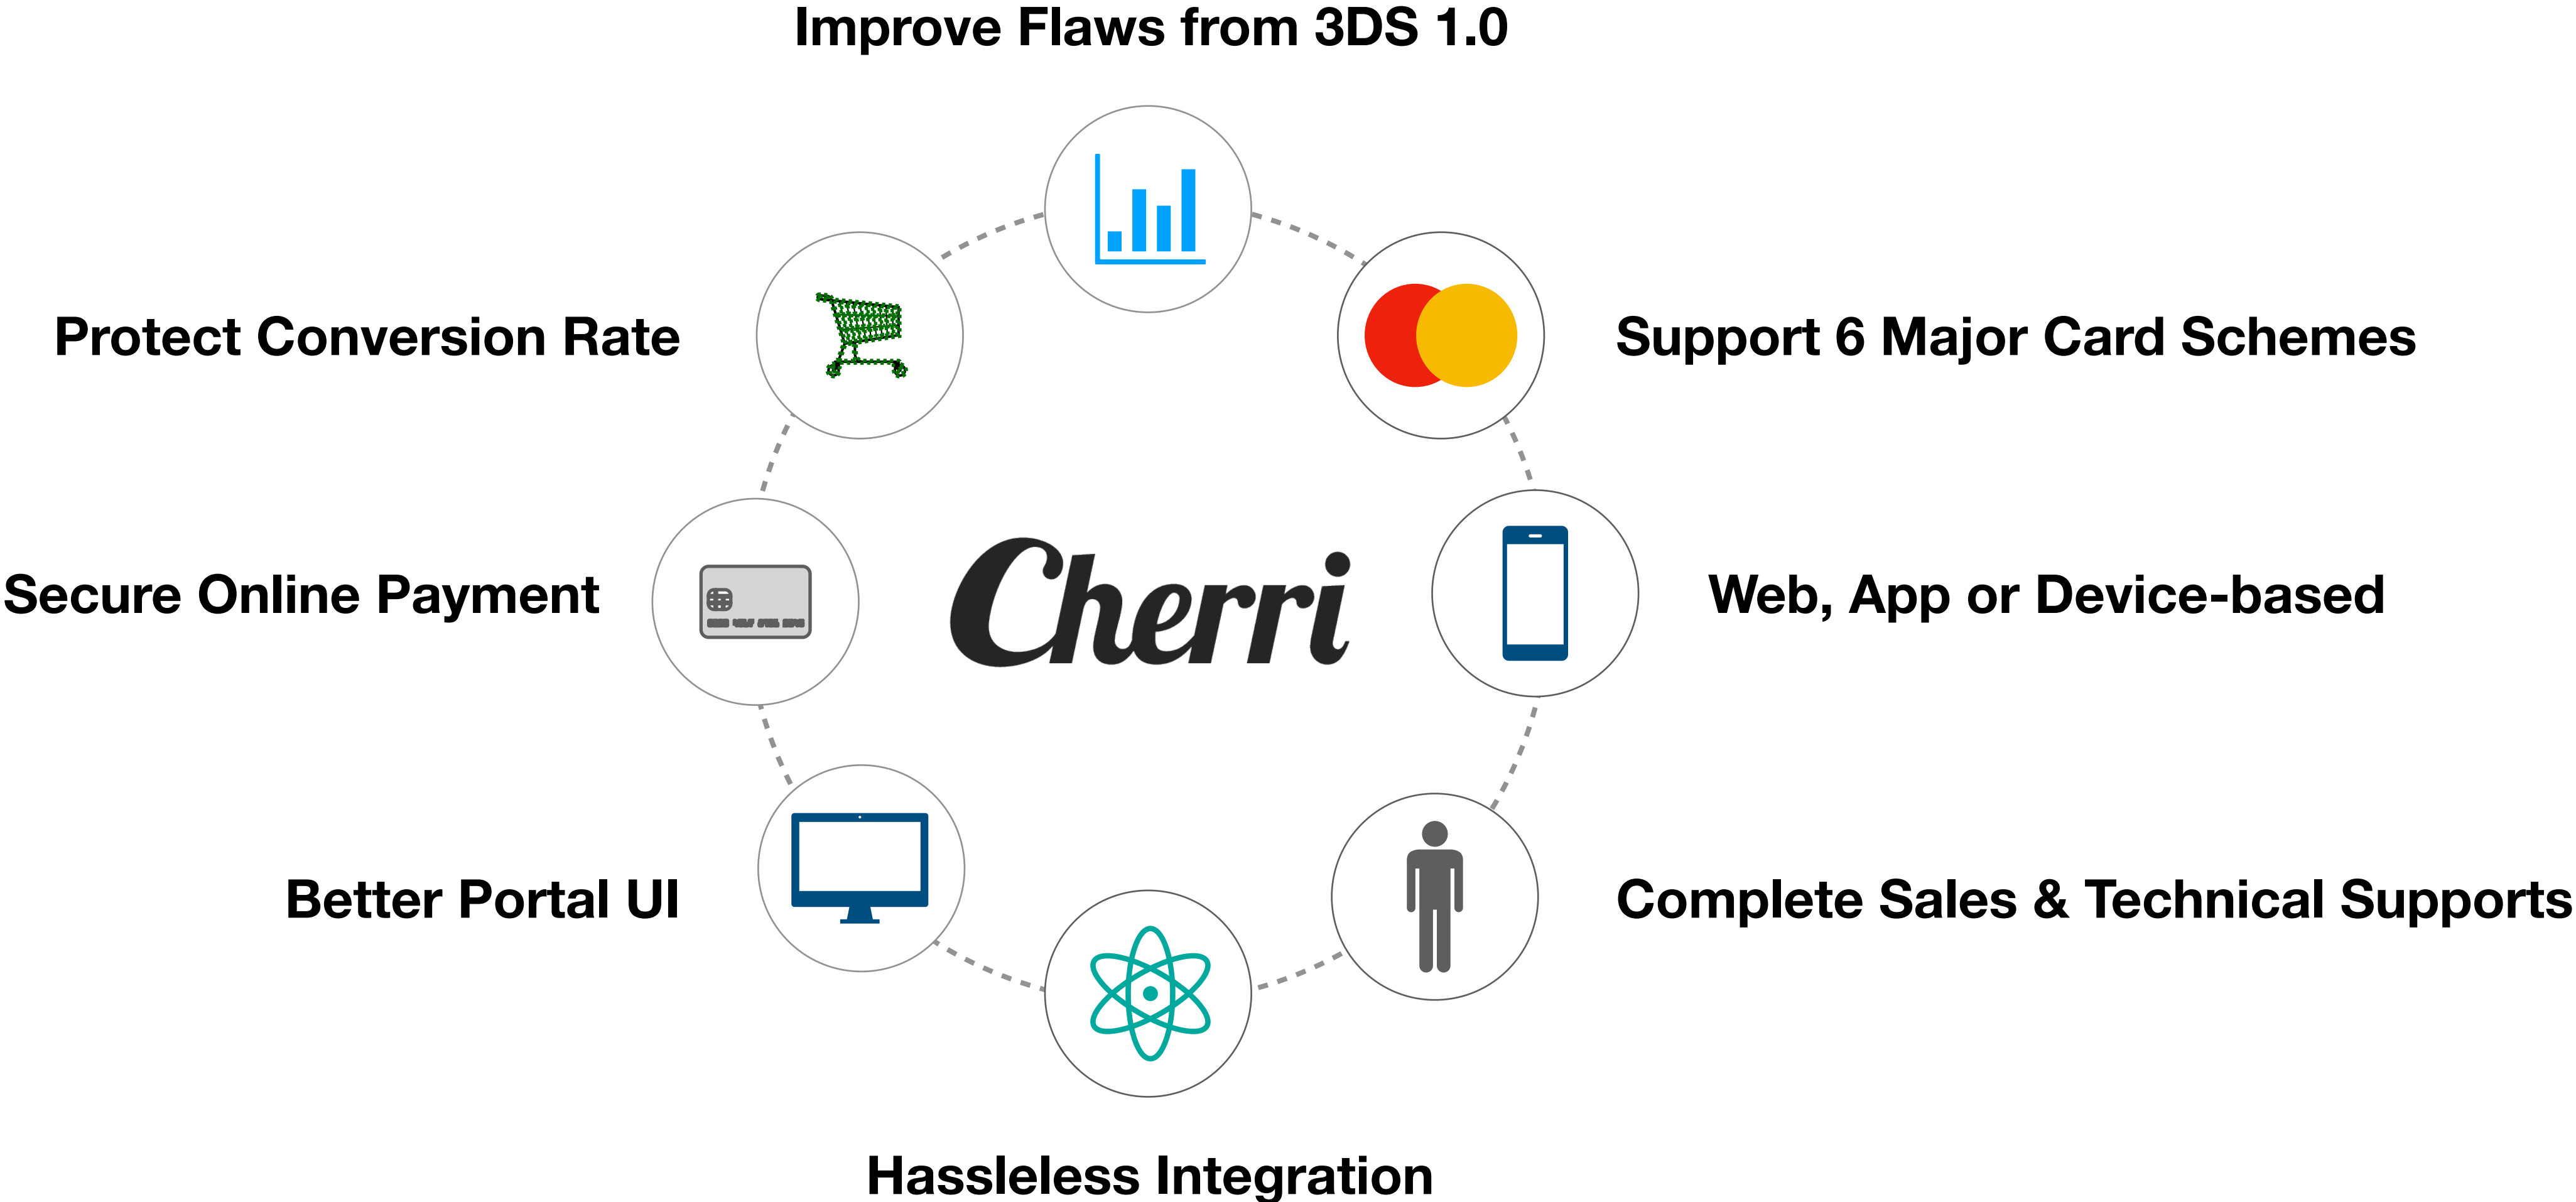 Improve Flaws from 3DS 1.0
Protect Conversion Rate
Support 6 Major Card Schemes
Secure Online Payment
Cherri
Web, App or Device-based
Better Portal UI
Complete Sales & Technical Supports
Hassleless Integration